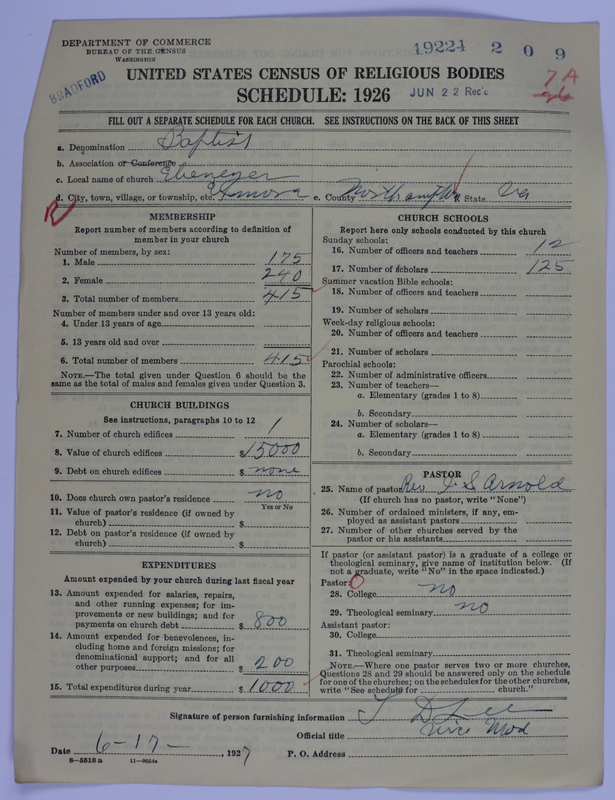 DEPARTMENT OF COMMERCE
BUREAU OF THE CENSUS
WASHINGTON
19224 209
BRADFORD
7A
UNITED STATES CENSUS OF RELIGIOUS BODIES
SCHEDULE: 1926
JUN 22 Rec'd
FILL OUT A SEPARATE SCHEDULE FOR EACH CHURCH. SEE INSTRUCTIONS ON THE BACK OF THIS SHEET
a. Denomination Baptist
b. Association or Conference
c. Local name of church Ebenezer
d. City, town, village, or township, etc. Exmora e. County Northampton f. State Va
R
MEMBERSHIP
Report number of members according to definition of
member in your church
Number of members, by sex:
1. Male 175
2. Female 240
3. Total number of members 415
Number of members under and over 13 years old:
4. Under 13 years of age
5. 13 years old and over
6. Total number of members 415
NOTE.—The total given under Question 6 should be
same as the total of males and females given under Question 3.
CHURCH BUILDINGS
See instructions, paragraphs 10 to 12
7. Number of church edifices 1
8. Value of church edifices $15000
9. Debt on church edifices $none
10. Does church own pastor's residence no
Yes or No
11. Value of pastor's residence (if owned by
church) $
12. Debt on pastor's residence (if owned by
church) $
EXPENDITURES
Amount expended by your church during last fiscal year
13. Amount expended for salaries, repairs,
and other running expenses; for im-
provements or new buildings; and for
payments on church debt $800
14. Amount expended for benevolences, in-
cluding home and foreign missions; for
denominational support; and for all
other purposes $200
15. Total expenditures during year $1000
CHURCH SCHOOLS
Report here only schools conducted by this church
Sunday schools:
16. Number of officers and teachers 12
17. Number of scholars 125
Summer vacation Bible schools:
18. Number of officers and teachers
19. Number of scholars
Week-day religious schools:
20. Number of officers and teachers
21. Number of scholars
Parochial schools:
22. Number of administrative officers
23. Number of teachers—
a. Elementary (grades 1 to 8)
b. Secondary
24. Number of scholars—
a. Elementary (grades 1 to 8)
b. Secondary
PASTOR
25. Name of pastor Rev J. S Arnold
(If church has no pastor, write "None")
26. Number of ordained ministers, if any, em-
ployed as assistant pastors
27. Number of other churches served by the
pastor or his assistants
If pastor (or assistant pastor) is a graduate of a college or
theological seminary, give name of institution below. (If
not a graduate, write "No" in the space indicated.)
Pastor: O
28. College no
29. Theological seminary no
Assistant pastor:
30. College
31. Theological seminary
NOTE.—Where one pastor serves two or more churches,
Questions 28 and 29 should be answered only on the schedule
for one of the churches; on the schedules for the other churches,
write "See schedule for church."
Signature of person furnishing information T D Lee
Official title Vice Mod
Date 6-17- , 1927 P. O. Address
8—5518 a 11—9024a